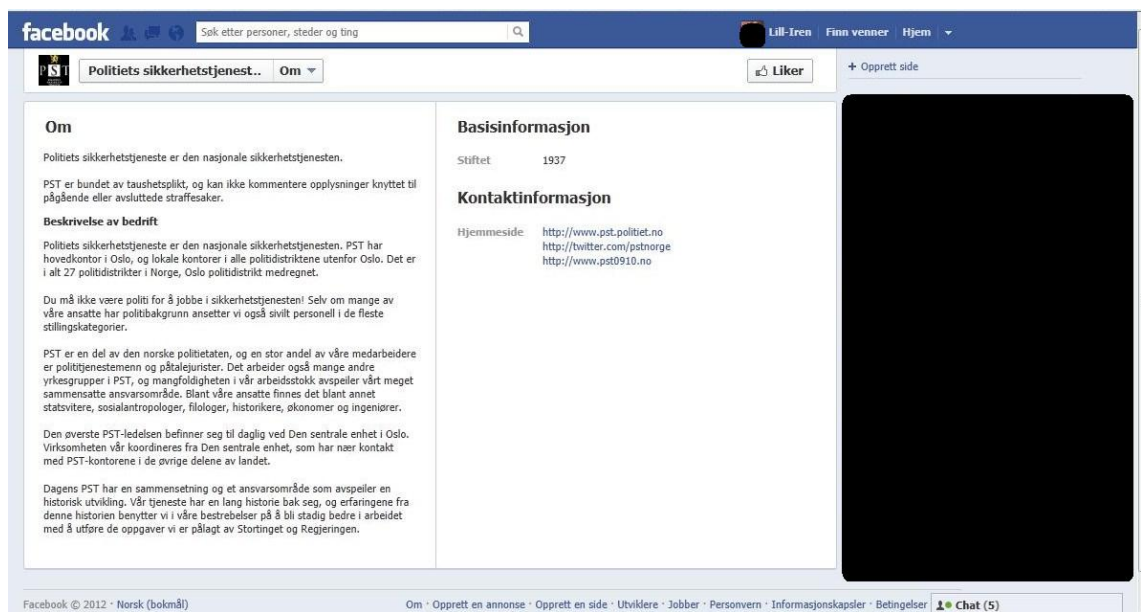 facebook
Søk etter personer, steder og ting
Lill-Iren Finn venner Hjem
PST
Politiets sikkerhetstjenest.. Om
Liker
+ Opprett side
Om
Politiets sikkerhetstjeneste er den nasjonale sikkerhetstjenesten.
PST er bundet av taushetsplikt, og kan ikke kommentere opplysninger knyttet til
pågående eller avsluttede straffesaker.
Beskrivelse av bedrift
Politiets sikkerhetstjeneste er den nasjonale sikkerhetstjenesten. PST har
hovedkontor i Oslo, og lokale kontorer i alle politidistriktene utenfor Oslo. Det er
i alt 27 politidistrikter i Norge, Oslo politidistrikt medregnet.
Du må ikke være politi for å jobbe i sikkerhetstjenesten! Selv om mange av
våre ansatte har politibakgrunn ansetter vi også sivilt personell i de fleste
stillingskategorier.
PST er en del av den norske politietaten, og en stor andel av våre medarbeidere
er polititjenestemenn og påtalejurister. Det arbeider også mange andre
yrkesgrupper i PST, og mangfoldigheten i vår arbeidsstokk avspeiler vårt meget
sammensatte ansvarsområde. Blant våre ansatte finnes det blant annet
statsvitere, sosialantropologer, filologer, historikere, økonomer og ingeniører.
Den øverste PST-ledelsen befinner seg til daglig ved Den sentrale enhet i Oslo.
Virksomheten vår koordineres fra Den sentrale enhet, som har nær kontakt
med PST-kontorene i de øvrige delene av landet.
Dagens PST har en sammensetning og et ansvarsområde som avspeiler en
historisk utvikling. Vår tjeneste har en lang historie bak seg, og erfaringene fra
denne historien benytter vi i våre bestrebelser på å bli stadig bedre i arbeidet
med å utføre de oppgaver vi er pålagt av Stortinget og Regjeringen.
Basisinformasjon
Stiftet 1937
Kontaktinformasjon
Hjemmeside http://www.pst.politiet.no
http://twitter.com/pstnorge
http://www.pst0910.no
Facebook © 2012 · Norsk (bokmål)
Om · Opprett en annonse · Opprett en side · Utviklere · Jobber · Personvern · Informasjonskapsler · Betingelser
Chat (5)